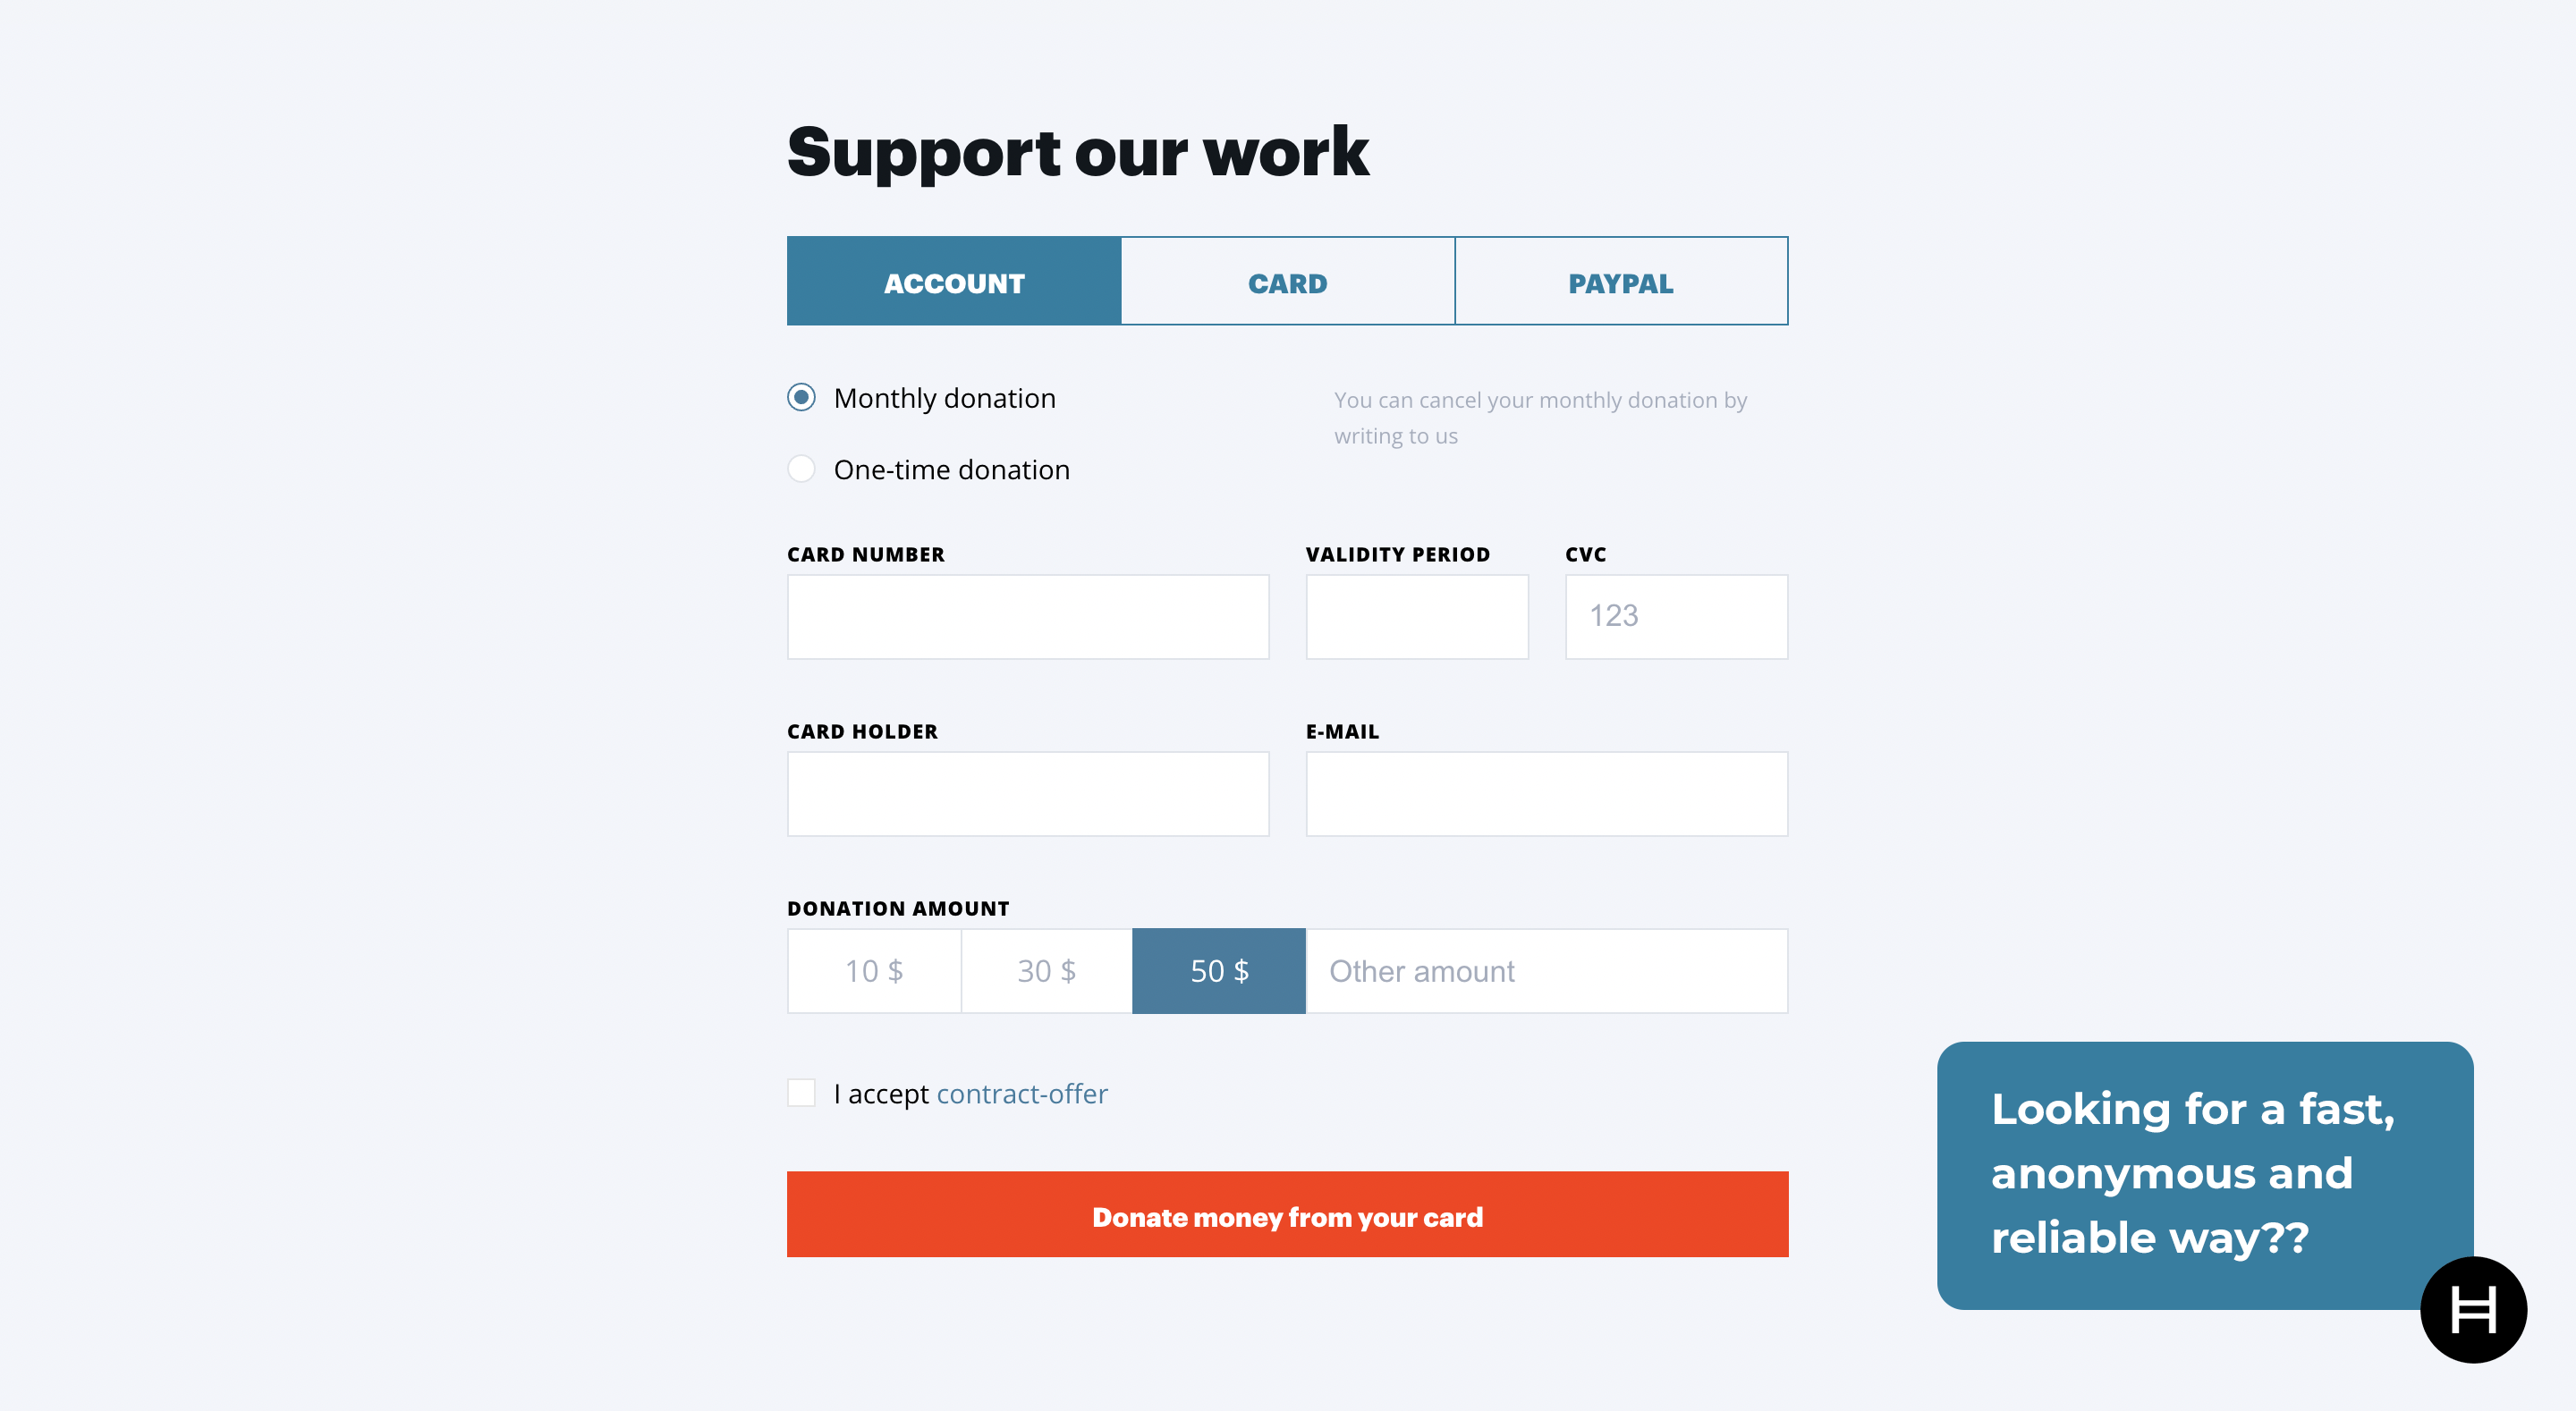 Support our work
ACCOUNT CARD PAYPAL
Monthly donation
You can cancel your monthly donation by
writing to us
One-time donation
CARD NUMBER VALIDITY PERIOD CVC
123
CARD HOLDER E-MAIL
DONATION AMOUNT
10 $ 30 $ 50 $ Other amount
I accept contract-offer
Donate money from your card
Looking for a fast,
anonymous and
reliable way??
H